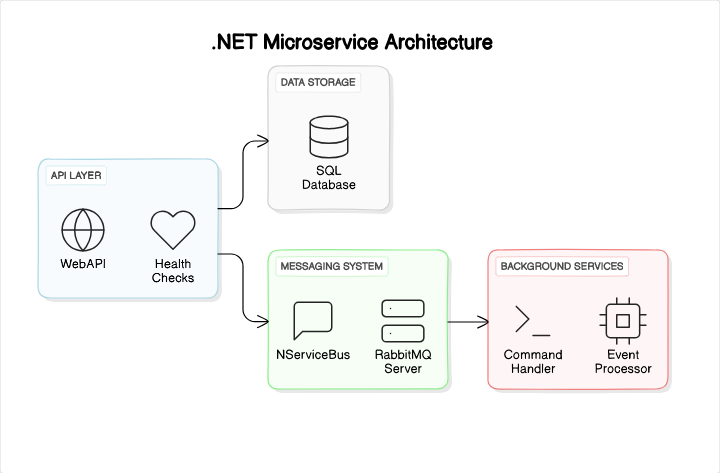 .NET Microservice Architecture
DATA STORAGE
SQL
Database
API LAYER
WebAPI
Health
Checks
MESSAGING SYSTEM
NServiceBus
RabbitMQ
Server
BACKGROUND SERVICES
Command
Handler
Event
Processor